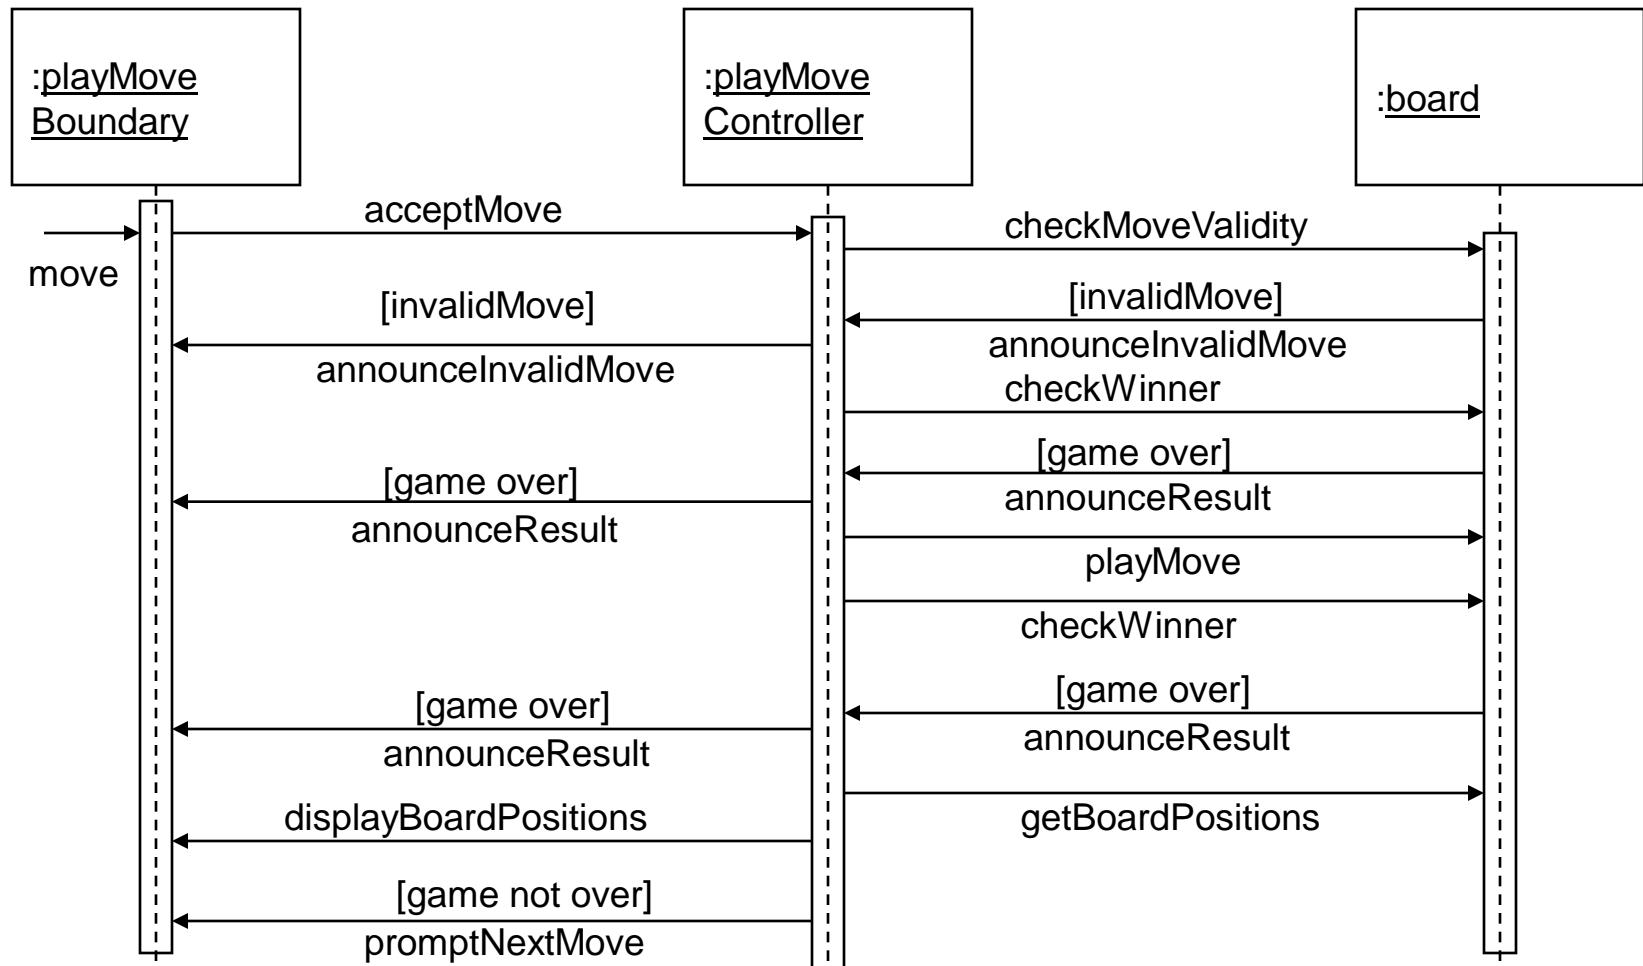 :playMove
Boundary
:playMove
Controller
:board
acceptMove
checkMoveValidity
move
[invalidMove]
[invalidMove]
announceInvalidMove
announceInvalidMove
checkWinner
[game over]
[game over]
announceResult
announceResult
playMove
checkWinner
[game over]
[game over]
announceResult
announceResult
displayBoardPositions
getBoardPositions
[game not over]
promptNextMove